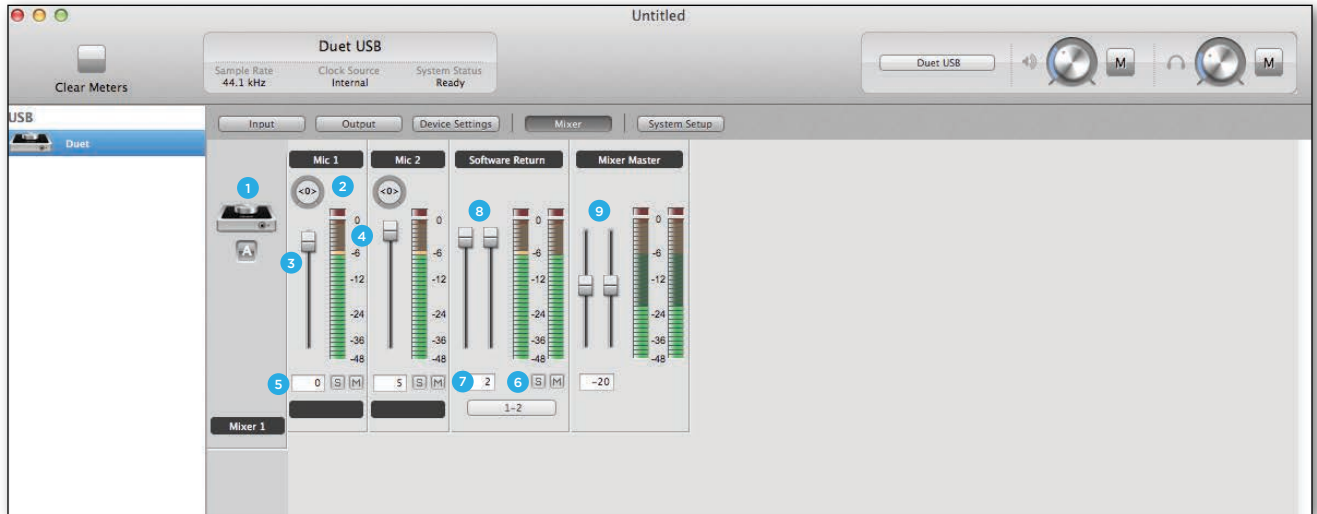 Untitled
Clear Meters
Duet USB
Sample Rate Clock Source System Status
44.1 kHz Internal Ready
Duet USB M M
USB
Duet
Input Output Device Settings Mixer System Setup
Mic 1 Mic 2 Software Return Mixer Master
1 <0> 2 <0>
8 9
4 0 0 0 0
A 3 -6 -6 -6 -6
-12 -12 -12 -12
-24 -24 -24 -24
-36 -36 -36 -36
-48 -48 -48 -48
5 0 S M 5 S M 7 2 6 S M -20
1-2
Mixer 1